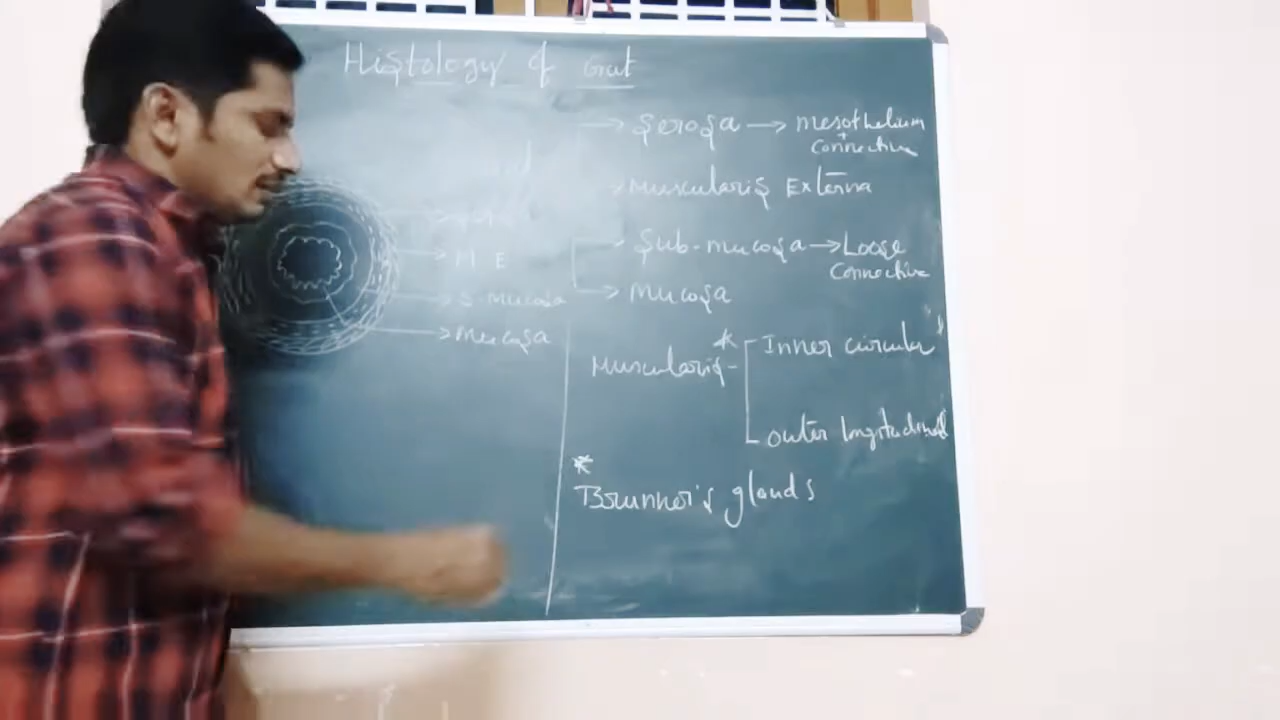 Histology of Gut
→ Serosa → Mesothelium
+
Connective
Muscularis Externa
→ Sub-mucosa → Loose
Connective
→ Mucosa
M E
S-Mucosa
→ Mucosa
* Inner circular *
Muscularis -
outer longitudinal
*
Brunner's glands